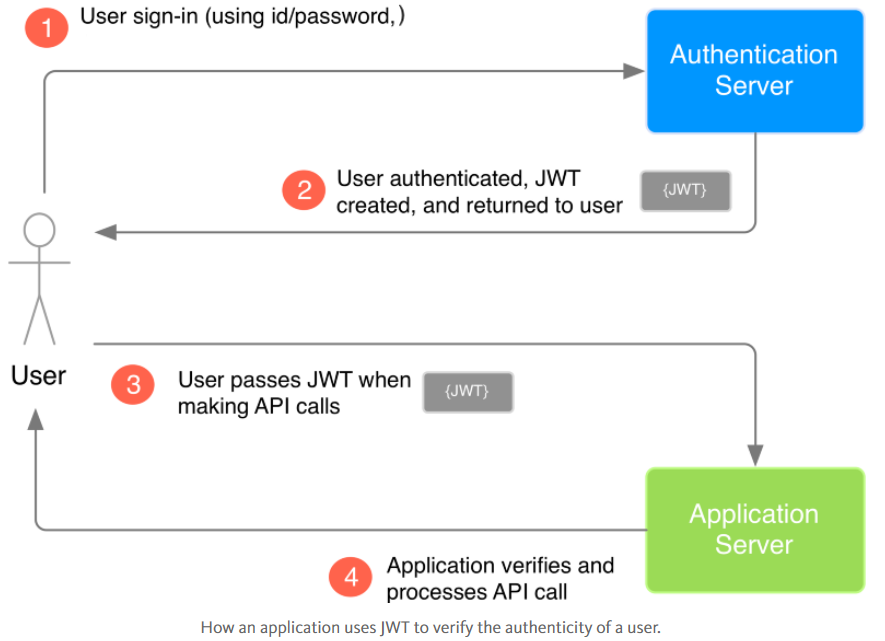 1
User sign-in (using id/password,)
Authentication
Server
2
User authenticated, JWT
created, and returned to user
{JWT}
User
3
User passes JWT when
making API calls
{JWT}
Application
Server
4
Application verifies and
processes API call
How an application uses JWT to verify the authenticity of a user.